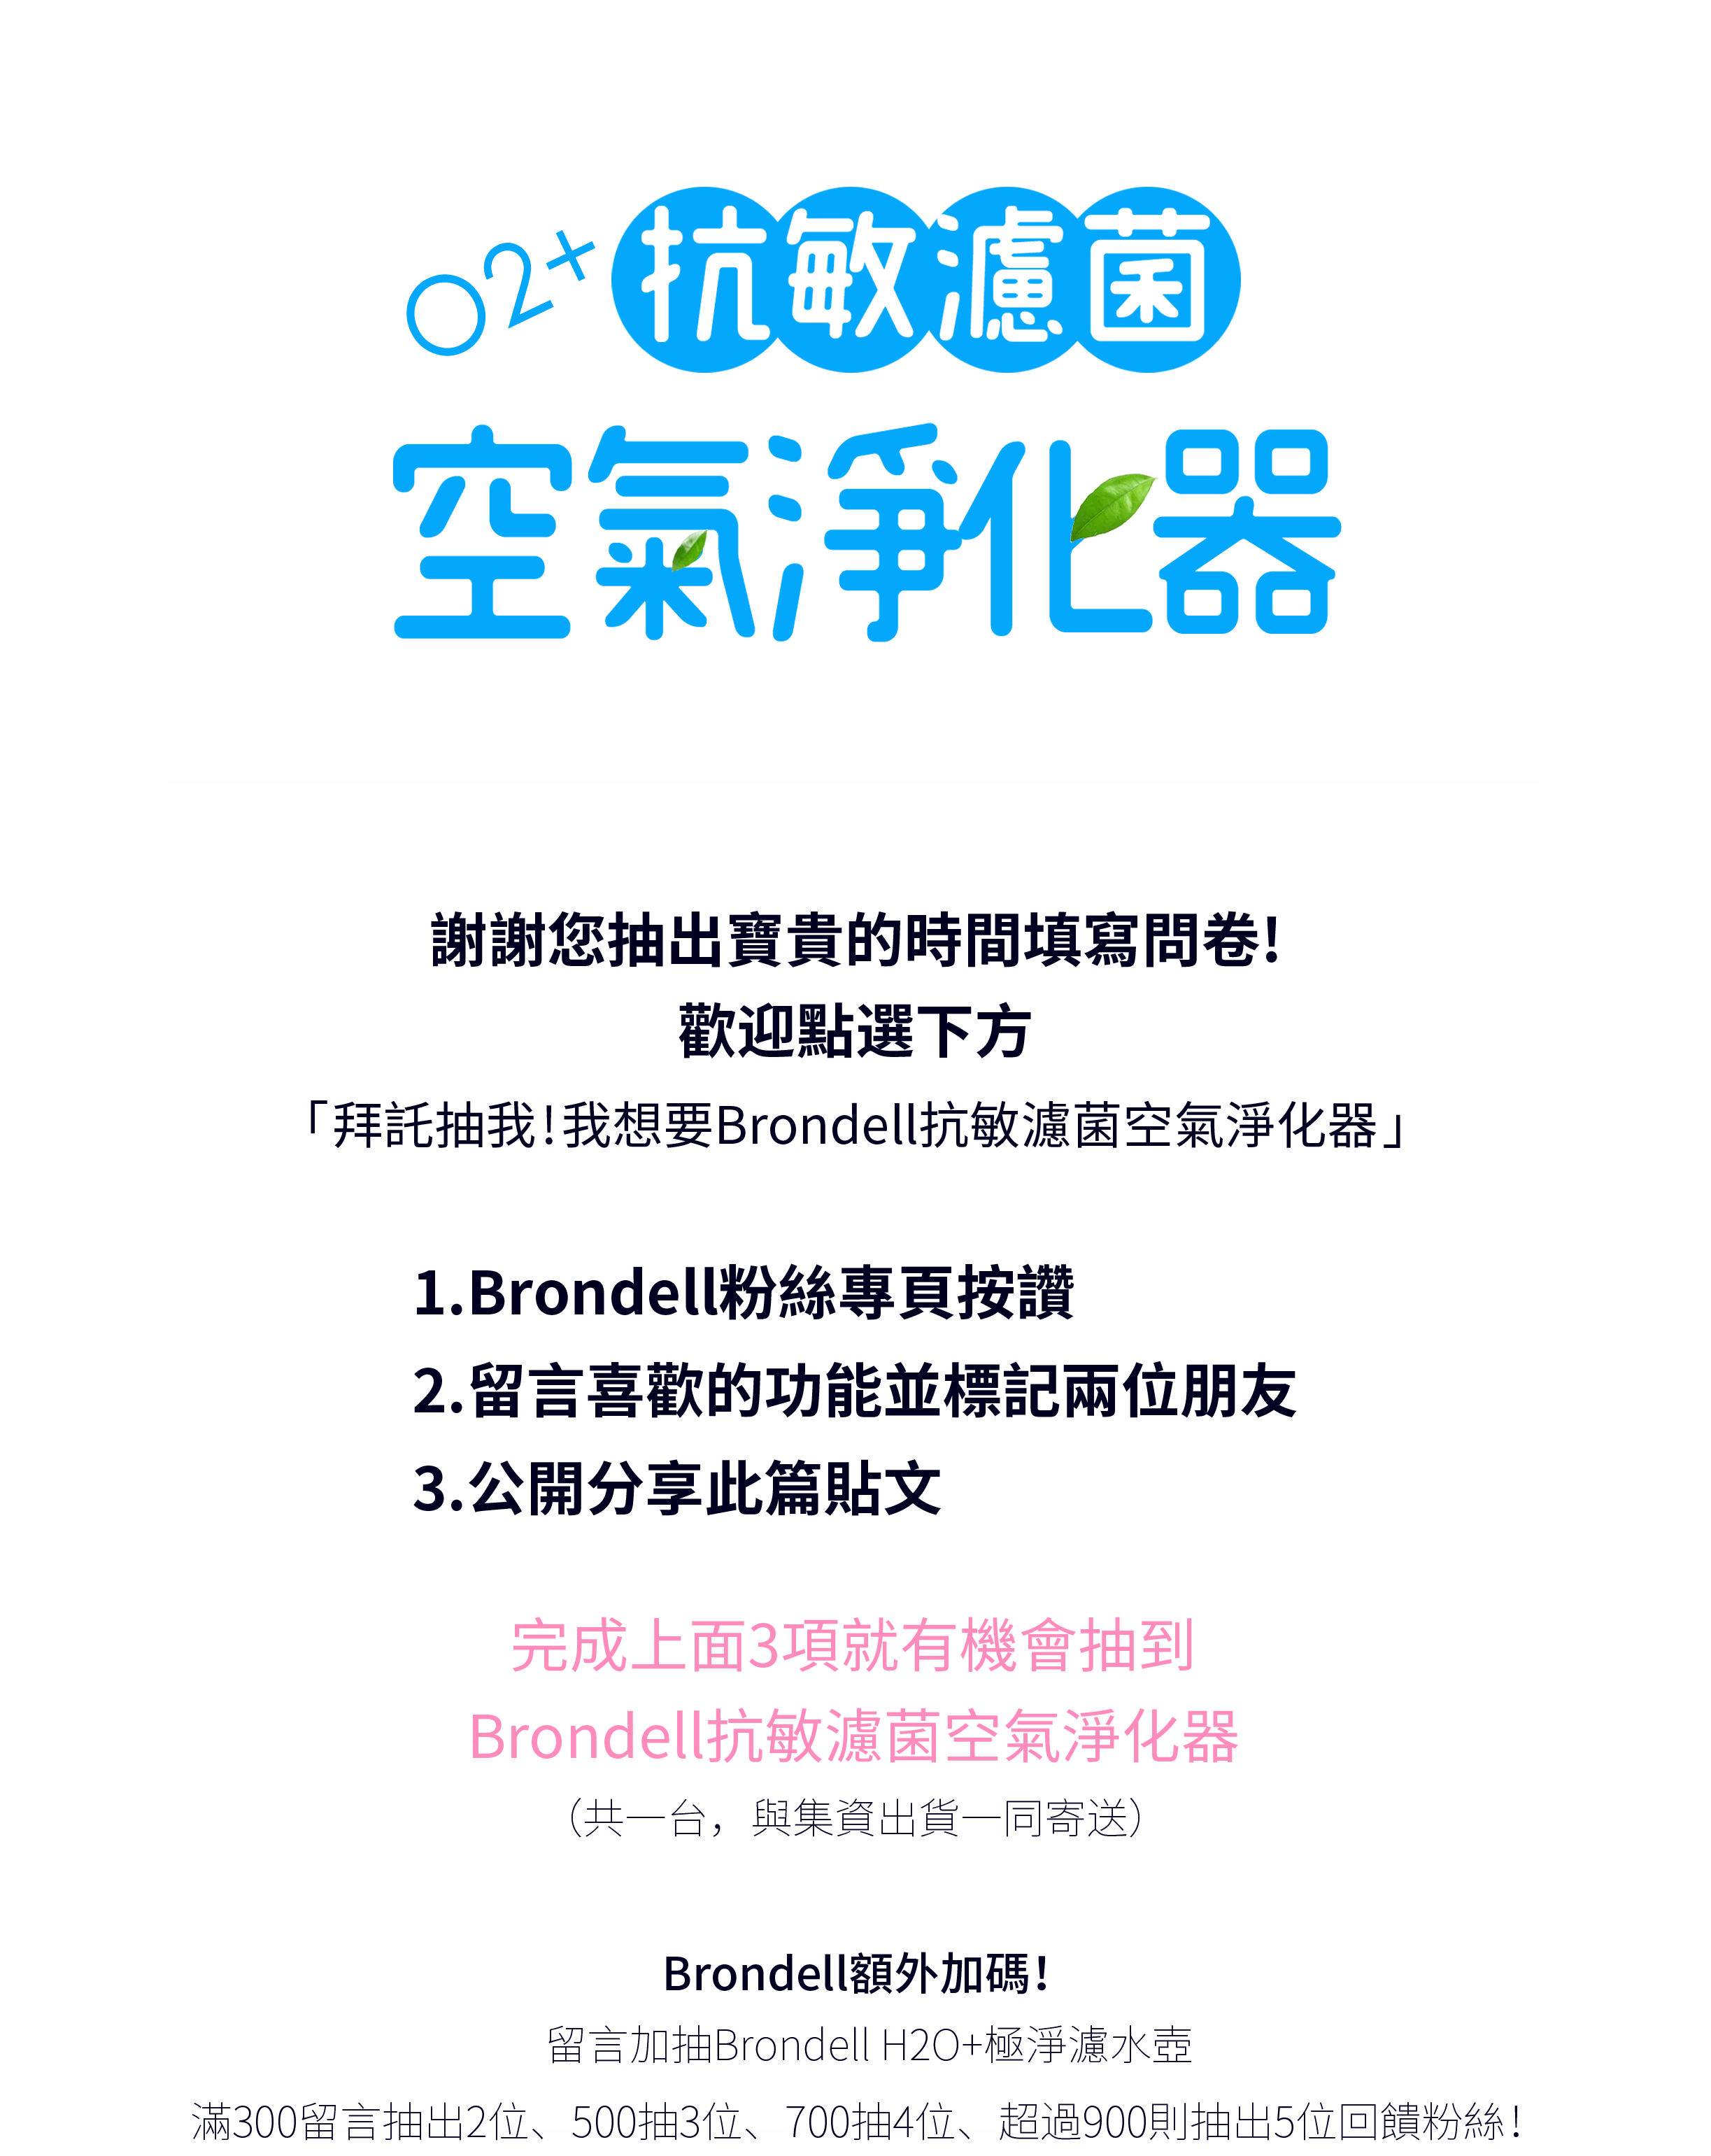 O2+ 抗敏濾菌
空氣淨化器
謝謝您抽出寶貴的時間填寫問卷!
歡迎點選下方
「拜託抽我!我想要Brondell抗敏濾菌空氣淨化器」
1.Brondell粉絲專頁按讚
2.留言喜歡的功能並標記兩位朋友
3.公開分享此篇貼文
完成上面3項就有機會抽到
Brondell抗敏濾菌空氣淨化器
（共一台，與集資出貨一同寄送）
Brondell額外加碼!
留言加抽Brondell H2O+極淨濾水壺
滿300留言抽出2位、500抽3位、700抽4位、超過900則抽出5位回饋粉絲!